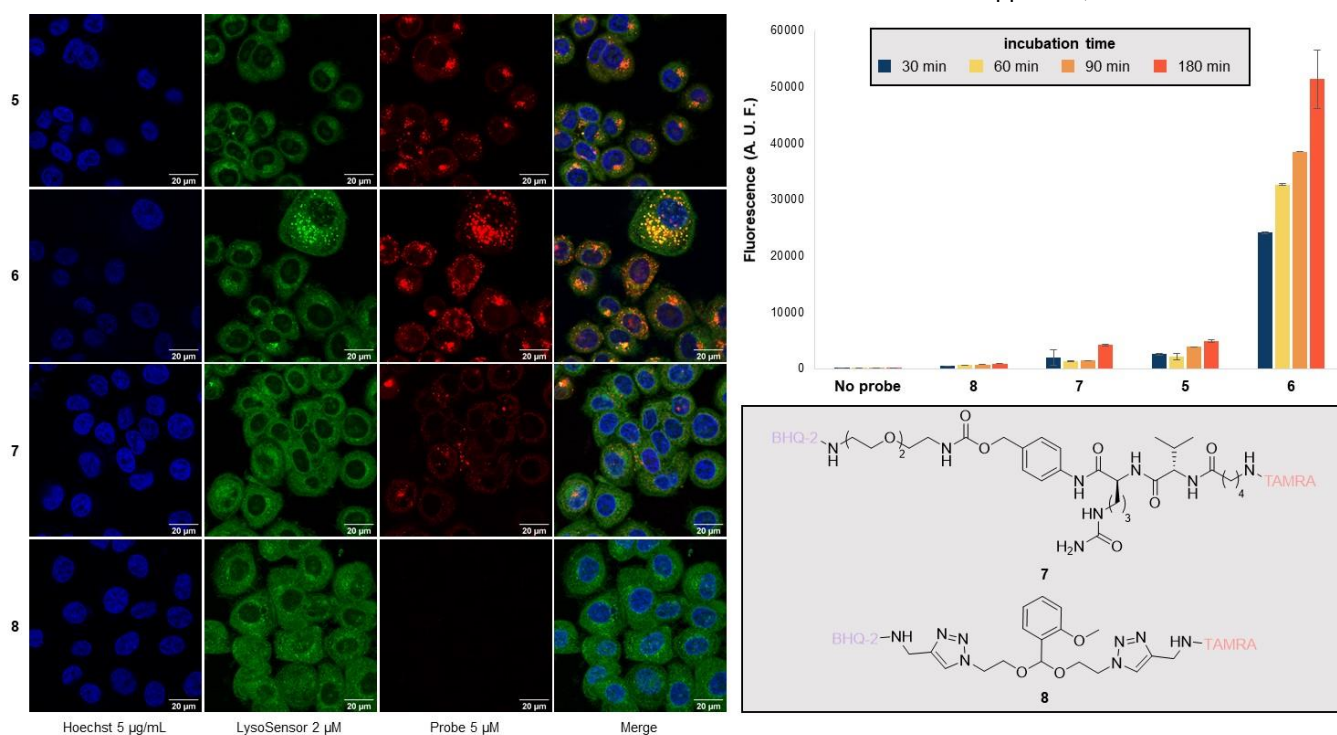 5
20 µm
20 µm
20 µm
20 µm
6
20 µm
20 µm
20 µm
20 µm
7
20 µm
20 µm
20 µm
20 µm
8
20 µm
20 µm
20 µm
20 µm
Hoechst 5 µg/mL
LysoSensor 2 µM
Probe 5 µM
Merge
incubation time
30 min
60 min
90 min
180 min
Fluorescence (A. U. F.)
60000
50000
40000
30000
20000
10000
0
No probe
8
7
5
6
BHQ-2
N
H
O
2
N
H
O
O
N
H
O
H
N
O
N
H
O
4
H
N
TAMRA
HN
3
H₂N
O
7
BHQ-2
NH
N
N
N
O
O
O
N
N
N
HN
TAMRA
8